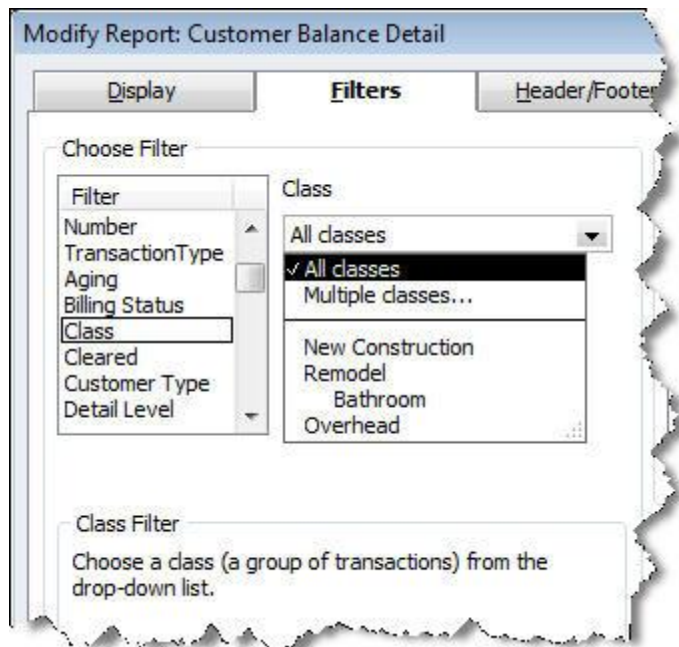 Modify Report: Customer Balance Detail
Display
Filters
Header/Footer
Choose Filter
Filter
Number
TransactionType
Aging
Billing Status
Class
Cleared
Customer Type
Detail Level
Class
All classes
✓ All classes
Multiple classes...
New Construction
Remodel
Bathroom
Overhead
Class Filter
Choose a class (a group of transactions) from the
drop-down list.